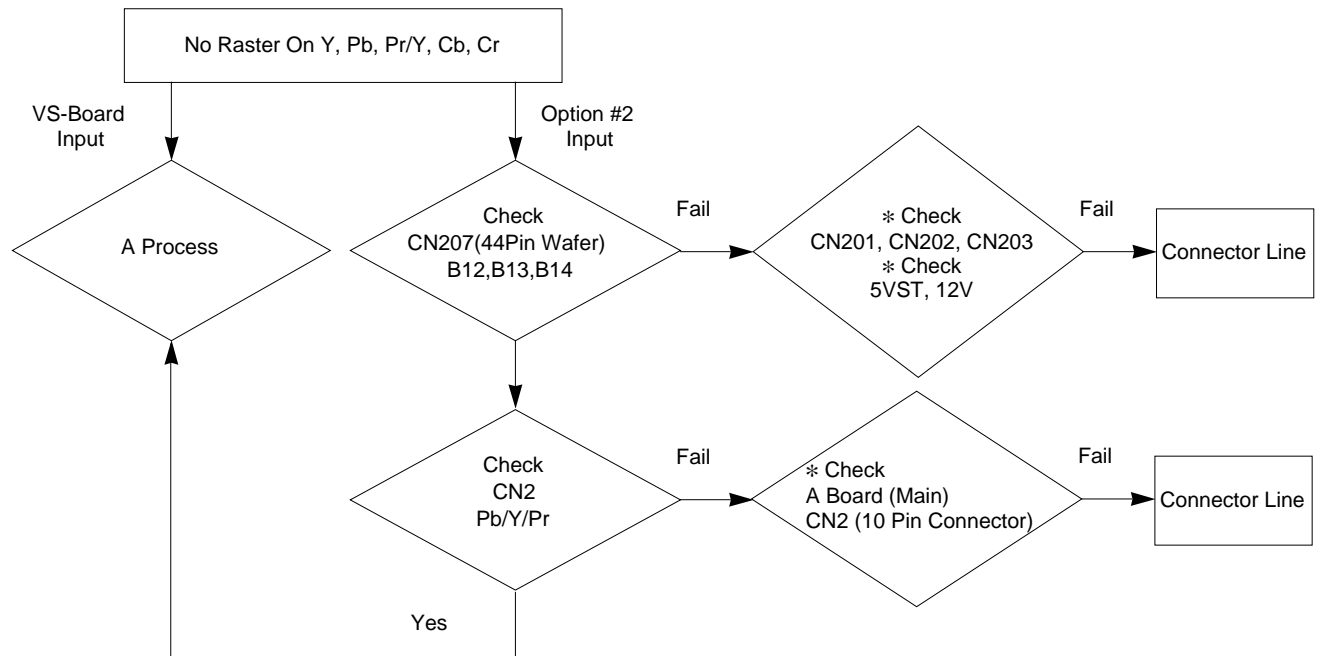 No Raster On Y, Pb, Pr/Y, Cb, Cr
VS-Board
Input
Option #2
Input
A Process
Check
CN207(44Pin Wafer)
B12,B13,B14
Fail
* Check
CN201, CN202, CN203
* Check
5VST, 12V
Fail
Connector Line
Check
CN2
Pb/Y/Pr
Fail
* Check
A Board (Main)
CN2 (10 Pin Connector)
Fail
Connector Line
Yes